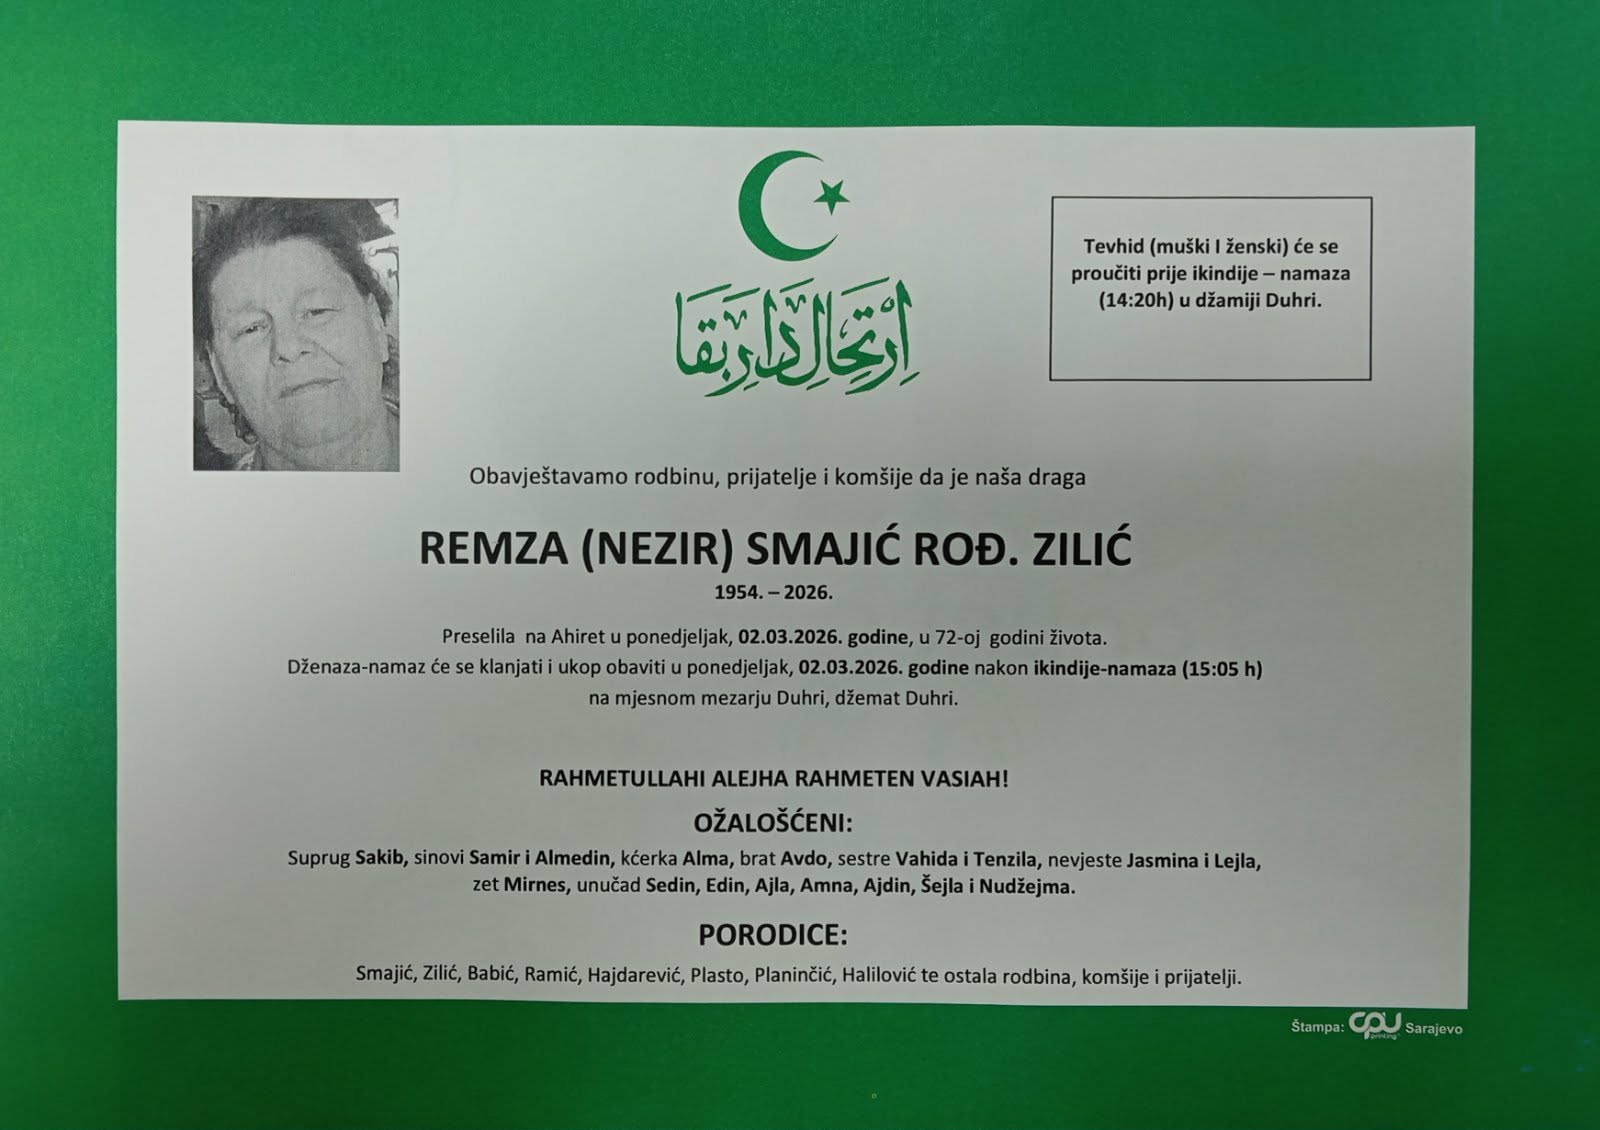 إرتحال دار بقا
Tevhid (muški I ženski) će se
proučiti prije ikindije – namaza
(14:20h) u džamiji Duhri.
Obavještavamo rodbinu, prijatelje i komšije da je naša draga
REMZA (NEZIR) SMAJIĆ ROĐ. ZILIĆ
1954. – 2026.
Preselila na Ahiret u ponedjeljak, 02.03.2026. godine, u 72-oj godini života.
Dženaza-namaz će se klanjati i ukop obaviti u ponedjeljak, 02.03.2026. godine nakon ikindije-namaza (15:05 h)
na mjesnom mezarju Duhri, džemat Duhri.
RAHMETULLAHI ALEJHA RAHMETEN VASIAH!
OŽALOŠĆENI:
Suprug Sakib, sinovi Samir i Almedin, kćerka Alma, brat Avdo, sestre Vahida i Tenzila, nevjeste Jasmina i Lejla,
zet Mirnes, unučad Sedin, Edin, Ajla, Amna, Ajdin, Šejla i Nudžejma.
PORODICE:
Smajić, Zilić, Babić, Ramić, Hajdarević, Plasto, Planinčić, Halilović te ostala rodbina, komšije i prijatelji.
Štampa: CPU printing Sarajevo